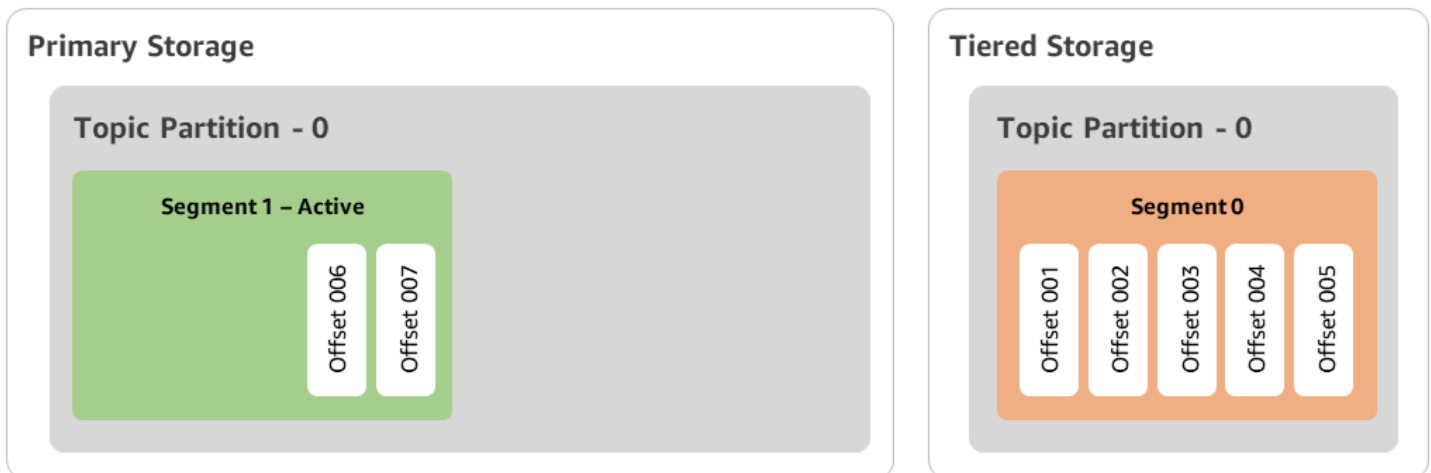 Primary Storage
Topic Partition - 0
Segment 1 – Active
Offset 006
Offset 007
Tiered Storage
Topic Partition - 0
Segment 0
Offset 001
Offset 002
Offset 003
Offset 004
Offset 005